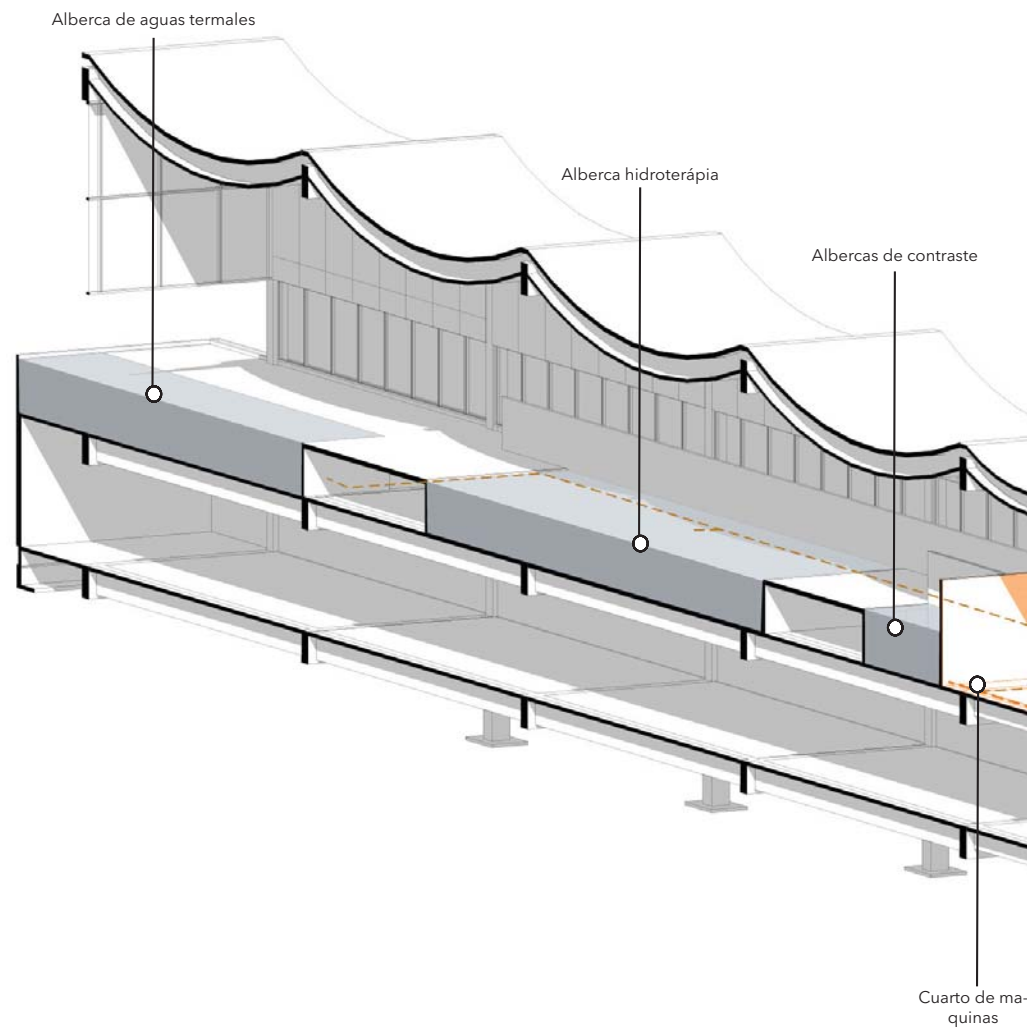 Alberca de aguas termales
Alberca hidroterápia
Albercas de contraste
Cuarto de ma-
quinas